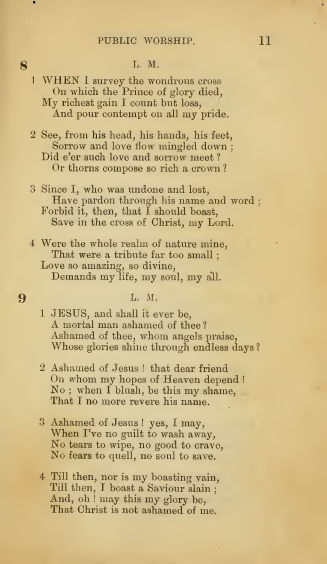 PUBLIC WORSHIP. 11
8 L. M.
1 WHEN I survey the wondrous cross
On which the Prince of glory died,
My richest gain I count but loss,
And pour contempt on all my pride.
2 See, from his head, his hands, his feet,
Sorrow and love flow mingled down ;
Did e'er such love and sorrow meet ?
Or thorns compose so rich a crown ?
3 Since I, who was undone and lost,
Have pardon through his name and word ;
Forbid it, then, that I should boast,
Save in the cross of Christ, my Lord.
4 Were the whole realm of nature mine,
That were a tribute far too small ;
Love so amazing, so divine,
Demands my life, my soul, my all.
9 L. M.
1 JESUS, and shall it ever be,
A mortal man ashamed of thee ?
Ashamed of thee, whom angels praise,
Whose glories shine through endless days ?
2 Ashamed of Jesus ! that dear friend
On whom my hopes of Heaven depend !
No ; when I blush, be this my shame,
That I no more revere his name.
3 Ashamed of Jesus ! yes, I may,
When I've no guilt to wash away,
No tears to wipe, no good to crave,
No fears to quell, no soul to save.
4 Till then, nor is my boasting vain,
Till then, I boast a Saviour slain ;
And, oh ! may this my glory be,
That Christ is not ashamed of me.